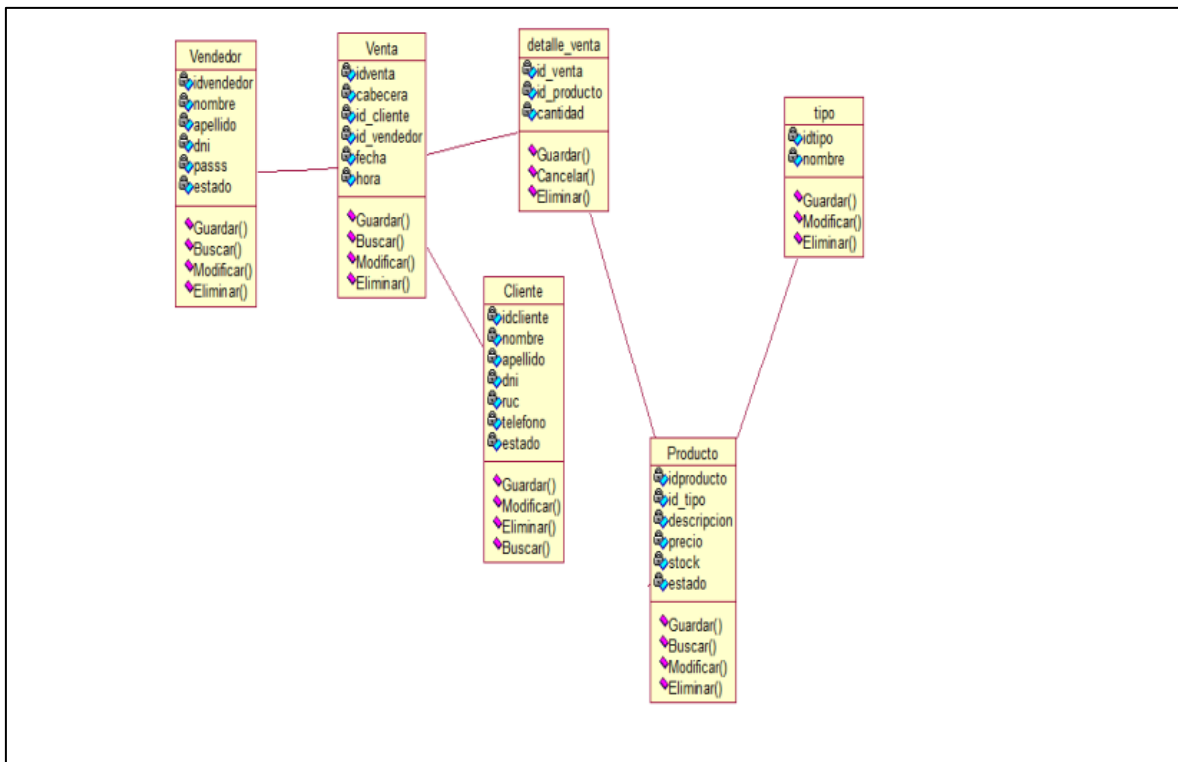 Vendedor
idvendedor
nombre
apellido
dni
passs
estado
Guardar()
Buscar()
Modificar()
Eliminar()
Venta
idventa
cabecera
id_cliente
id_vendedor
fecha
hora
Guardar()
Buscar()
Modificar()
Eliminar()
detalle_venta
id_venta
id_producto
cantidad
Guardar()
Cancelar()
Eliminar()
tipo
idtipo
nombre
Guardar()
Modificar()
Eliminar()
Cliente
idcliente
nombre
apellido
dni
ruc
telefono
estado
Guardar()
Modificar()
Eliminar()
Buscar()
Producto
idproducto
id_tipo
descripcion
precio
stock
estado
Guardar()
Buscar()
Modificar()
Eliminar()